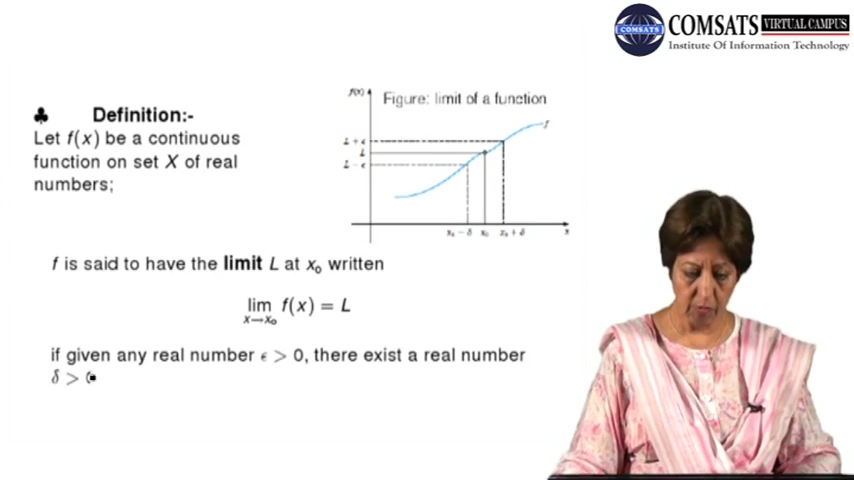 COMSATS VIRTUAL CAMPUS
COMSATS
Institute Of Information Technology
♣ Definition:-
Let f(x) be a continuous
function on set X of real
numbers;
Figure: limit of a function
f(x)
f
L + ϵ
L
L − ϵ
x₀ − δ x₀ x₀ + δ x
f is said to have the limit L at x₀ written
lim f(x) = L
x→x₀
if given any real number ϵ > 0, there exist a real number
δ >